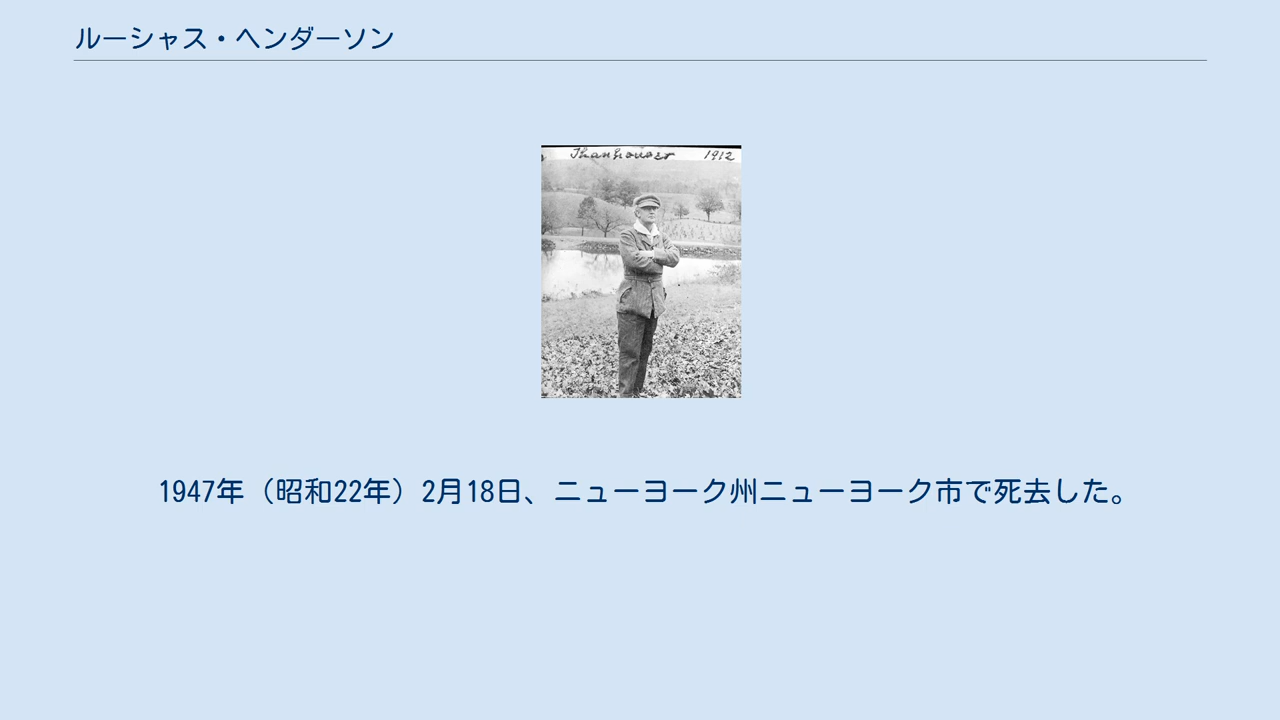 ルーシャス・ヘンダーソン
Thanhouser 1912
1947年（昭和22年）2月18日、ニューヨーク州ニューヨーク市で死去した。